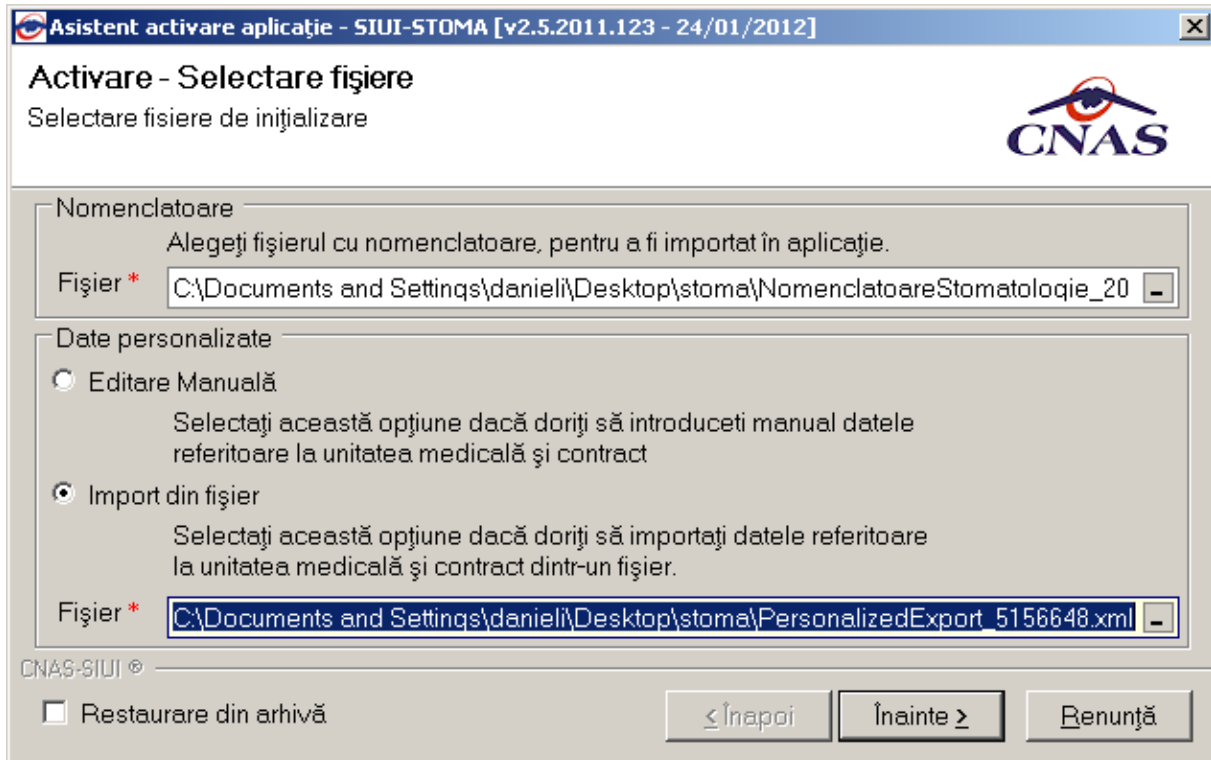 Asistent activare aplicaţie - SIUI-STOMA [v2.5.2011.123 - 24/01/2012]
Activare - Selectare fişiere
Selectare fisiere de iniţializare
CNAS
Nomenclatoare
Alegeţi fişierul cu nomenclatoare, pentru a fi importat în aplicaţie.
Fişier *
C:\Documents and Settings\danieli\Desktop\stoma\NomenclatoareStomatologie_20
Date personalizate
Editare Manuală
Selectaţi această opţiune dacă doriţi să introduceti manual datele
referitoare la unitatea medicală şi contract
Import din fişier
Selectaţi această opţiune dacă doriţi să importaţi datele referitoare
la unitatea medicală şi contract dintr-un fişier.
Fişier *
C:\Documents and Settings\danieli\Desktop\stoma\PersonalizedExport_5156648.xml
CNAS-SIUI ®
Restaurare din arhivă
< Înapoi
Înainte >
Renunţă